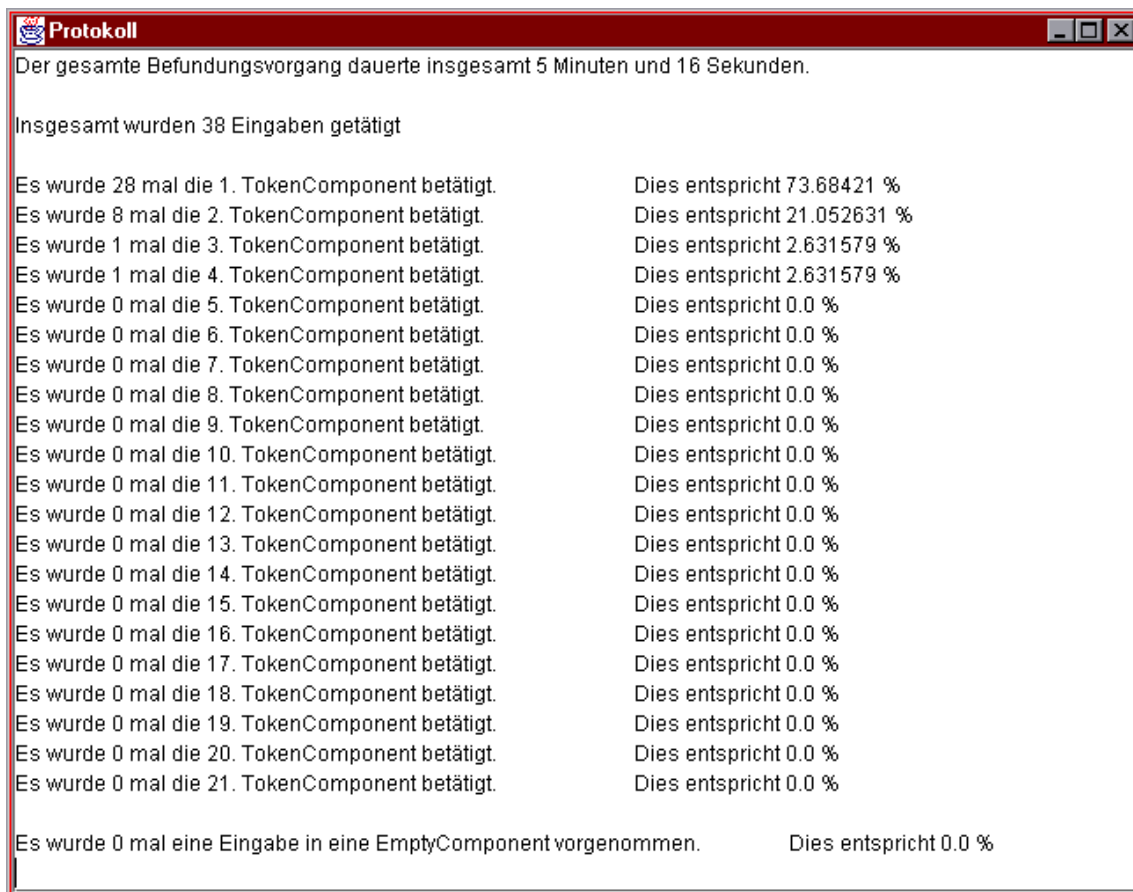 Protokoll
Der gesamte Befundungsvorgang dauerte insgesamt 5 Minuten und 16 Sekunden.
Insgesamt wurden 38 Eingaben getätigt
Es wurde 28 mal die 1. TokenComponent betätigt. Dies entspricht 73.68421 %
Es wurde 8 mal die 2. TokenComponent betätigt. Dies entspricht 21.052631 %
Es wurde 1 mal die 3. TokenComponent betätigt. Dies entspricht 2.631579 %
Es wurde 1 mal die 4. TokenComponent betätigt. Dies entspricht 2.631579 %
Es wurde 0 mal die 5. TokenComponent betätigt. Dies entspricht 0.0 %
Es wurde 0 mal die 6. TokenComponent betätigt. Dies entspricht 0.0 %
Es wurde 0 mal die 7. TokenComponent betätigt. Dies entspricht 0.0 %
Es wurde 0 mal die 8. TokenComponent betätigt. Dies entspricht 0.0 %
Es wurde 0 mal die 9. TokenComponent betätigt. Dies entspricht 0.0 %
Es wurde 0 mal die 10. TokenComponent betätigt. Dies entspricht 0.0 %
Es wurde 0 mal die 11. TokenComponent betätigt. Dies entspricht 0.0 %
Es wurde 0 mal die 12. TokenComponent betätigt. Dies entspricht 0.0 %
Es wurde 0 mal die 13. TokenComponent betätigt. Dies entspricht 0.0 %
Es wurde 0 mal die 14. TokenComponent betätigt. Dies entspricht 0.0 %
Es wurde 0 mal die 15. TokenComponent betätigt. Dies entspricht 0.0 %
Es wurde 0 mal die 16. TokenComponent betätigt. Dies entspricht 0.0 %
Es wurde 0 mal die 17. TokenComponent betätigt. Dies entspricht 0.0 %
Es wurde 0 mal die 18. TokenComponent betätigt. Dies entspricht 0.0 %
Es wurde 0 mal die 19. TokenComponent betätigt. Dies entspricht 0.0 %
Es wurde 0 mal die 20. TokenComponent betätigt. Dies entspricht 0.0 %
Es wurde 0 mal die 21. TokenComponent betätigt. Dies entspricht 0.0 %
Es wurde 0 mal eine Eingabe in eine EmptyComponent vorgenommen. Dies entspricht 0.0 %